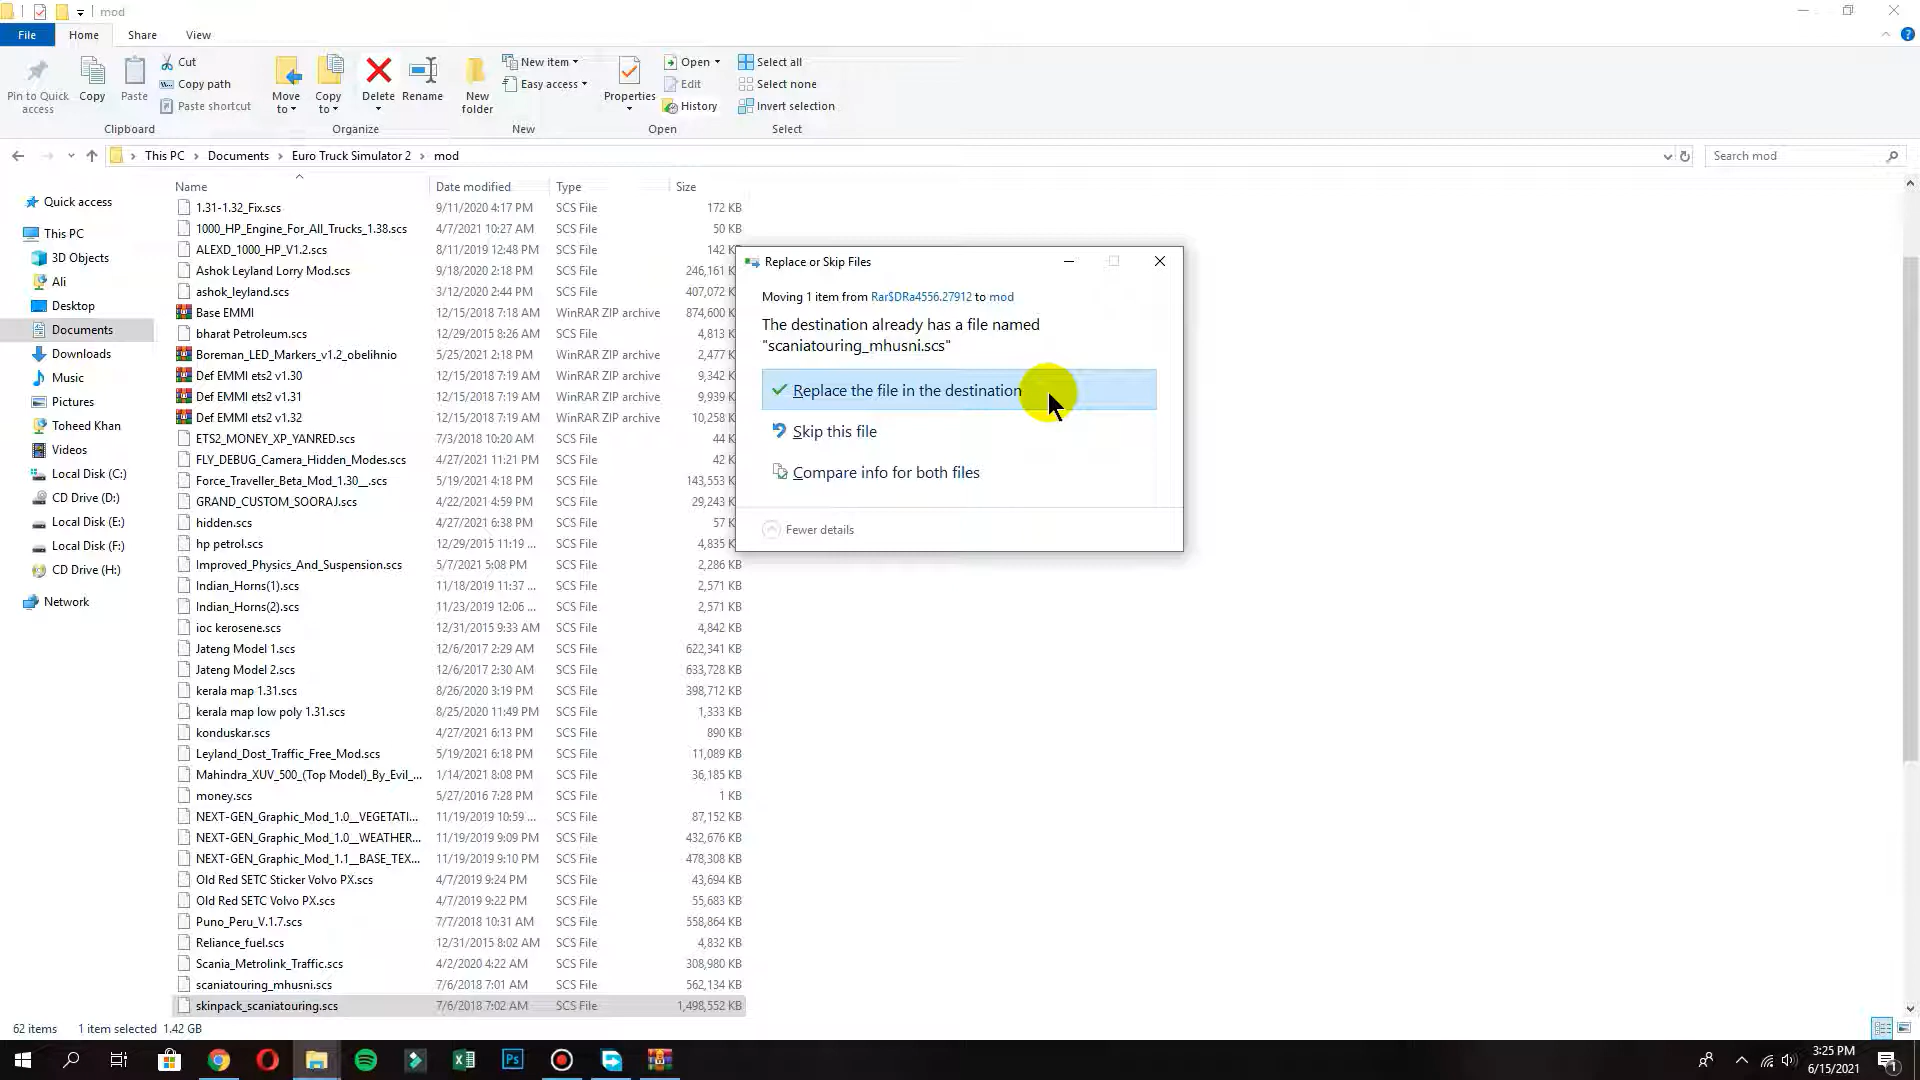 mod
File Home Share View
Pin to Quick access
Copy
Paste
Cut
Copy path
Paste shortcut
Clipboard
Move to
Copy to
Delete
Rename
Organize
New folder
New item
Easy access
New
Properties
Open
Edit
History
Open
Select all
Select none
Invert selection
Select
This PC > Documents > Euro Truck Simulator 2 > mod
Search mod
Quick access
This PC
3D Objects
Ali
Desktop
Documents
Downloads
Music
Pictures
Toheed Khan
Videos
Local Disk (C:)
CD Drive (D:)
Local Disk (E:)
Local Disk (F:)
CD Drive (H:)
Network
Name Date modified Type Size
1.31-1.32_Fix.scs 9/11/2020 4:17 PM SCS File 172 KB
1000_HP_Engine_For_All_Trucks_1.38.scs 4/7/2021 10:27 AM SCS File 50 KB
ALEXD_1000_HP_V1.2.scs 8/11/2019 12:48 PM SCS File 142 K
Ashok Leyland Lorry Mod.scs 9/18/2020 2:18 PM SCS File 246,161 K
ashok_leyland.scs 3/12/2020 2:44 PM SCS File 407,072 K
Base EMMI 12/15/2018 7:18 AM WinRAR ZIP archive 874,600 K
bharat Petroleum.scs 12/29/2015 8:26 AM SCS File 4,813 K
Boreman_LED_Markers_v1.2_obelihnio 5/25/2021 2:18 PM WinRAR ZIP archive 2,477 K
Def EMMI ets2 v1.30 12/15/2018 7:19 AM WinRAR ZIP archive 9,342 K
Def EMMI ets2 v1.31 12/15/2018 7:19 AM WinRAR ZIP archive 9,939 K
Def EMMI ets2 v1.32 12/15/2018 7:19 AM WinRAR ZIP archive 10,258 K
ETS2_MONEY_XP_YANRED.scs 7/3/2018 10:20 AM SCS File 44 K
FLY_DEBUG_Camera_Hidden_Modes.scs 4/27/2021 11:21 PM SCS File 42 K
Force_Traveller_Beta_Mod_1.30__.scs 5/19/2021 4:18 PM SCS File 143,553 K
GRAND_CUSTOM_SOORAJ.scs 4/22/2021 4:59 PM SCS File 29,243 K
hidden.scs 4/27/2021 6:38 PM SCS File 57 K
hp petrol.scs 12/29/2015 11:19 ... SCS File 4,835 K
Improved_Physics_And_Suspension.scs 5/7/2021 5:08 PM SCS File 2,286 KB
Indian_Horns(1).scs 11/18/2019 11:37 ... SCS File 2,571 KB
Indian_Horns(2).scs 11/23/2019 12:06 ... SCS File 2,571 KB
ioc kerosene.scs 12/31/2015 9:33 AM SCS File 4,842 KB
Jateng Model 1.scs 12/6/2017 2:29 AM SCS File 622,341 KB
Jateng Model 2.scs 12/6/2017 2:30 AM SCS File 633,728 KB
kerala map 1.31.scs 8/26/2020 3:19 PM SCS File 398,712 KB
kerala map low poly 1.31.scs 8/25/2020 11:49 PM SCS File 1,333 KB
konduskar.scs 4/27/2021 6:13 PM SCS File 890 KB
Leyland_Dost_Traffic_Free_Mod.scs 5/19/2021 6:18 PM SCS File 11,089 KB
Mahindra_XUV_500_(Top Model)_By_Evil_... 1/14/2021 8:08 PM SCS File 36,185 KB
money.scs 5/27/2016 7:28 PM SCS File 1 KB
NEXT-GEN_Graphic_Mod_1.0__VEGETATI... 11/19/2019 10:59 ... SCS File 87,152 KB
NEXT-GEN_Graphic_Mod_1.0__WEATHER... 11/19/2019 9:09 PM SCS File 432,676 KB
NEXT-GEN_Graphic_Mod_1.1__BASE_TEX... 11/19/2019 9:10 PM SCS File 478,308 KB
Old Red SETC Sticker Volvo PX.scs 4/7/2019 9:24 PM SCS File 43,694 KB
Old Red SETC Volvo PX.scs 4/7/2019 9:22 PM SCS File 55,683 KB
Puno_Peru_V.1.7.scs 7/7/2018 10:31 AM SCS File 558,864 KB
Reliance_fuel.scs 12/31/2015 8:02 AM SCS File 4,832 KB
Scania_Metrolink_Traffic.scs 4/2/2020 4:22 AM SCS File 308,980 KB
scaniatouring_mhusni.scs 7/6/2018 7:01 AM SCS File 562,134 KB
skinpack_scaniatouring.scs 7/6/2018 7:02 AM SCS File 1,498,552 KB
Replace or Skip Files
Moving 1 item from Rar$DRa4556.27912 to mod
The destination already has a file named
"scaniatouring_mhusni.scs"
Replace the file in the destination
Skip this file
Compare info for both files
Fewer details
62 items 1 item selected 1.42 GB
3:25 PM
6/15/2021